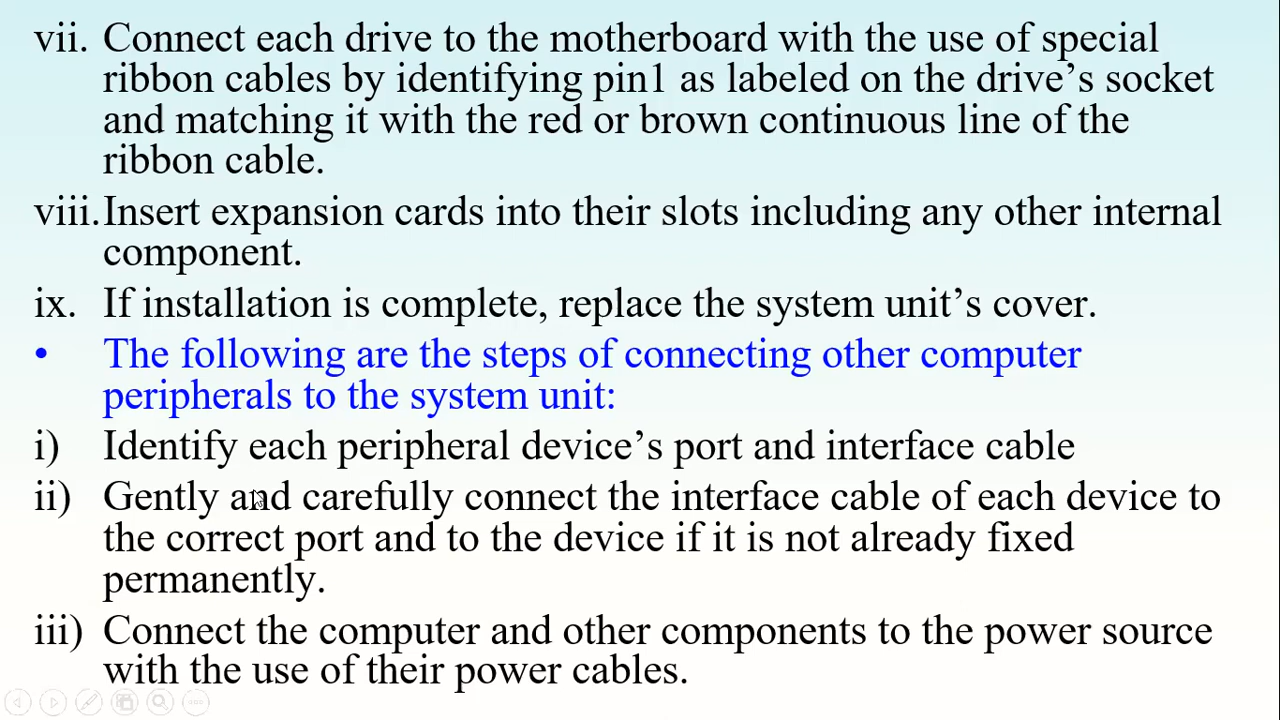 vii. Connect each drive to the motherboard with the use of special
ribbon cables by identifying pin1 as labeled on the drive’s socket
and matching it with the red or brown continuous line of the
ribbon cable.
viii. Insert expansion cards into their slots including any other internal
component.
ix. If installation is complete, replace the system unit’s cover.
• The following are the steps of connecting other computer
peripherals to the system unit:
i) Identify each peripheral device’s port and interface cable
ii) Gently and carefully connect the interface cable of each device to
the correct port and to the device if it is not already fixed
permanently.
iii) Connect the computer and other components to the power source
with the use of their power cables.